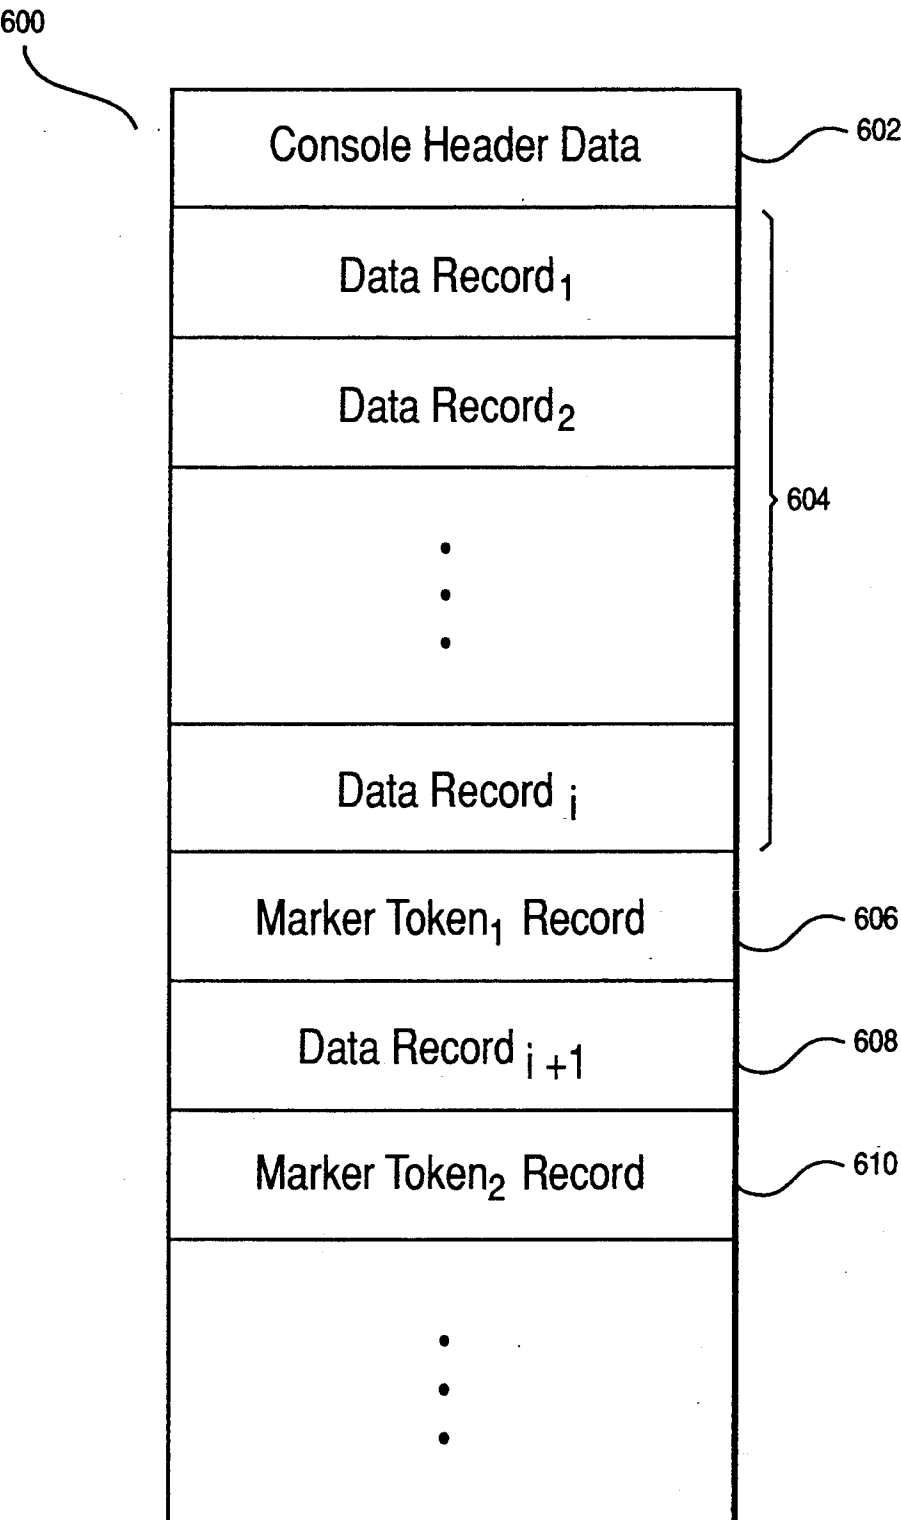 600
Console Header Data
602
Data Record1
Data Record2
604
Data Record i
Marker Token1 Record
606
Data Record i +1
608
Marker Token2 Record
610